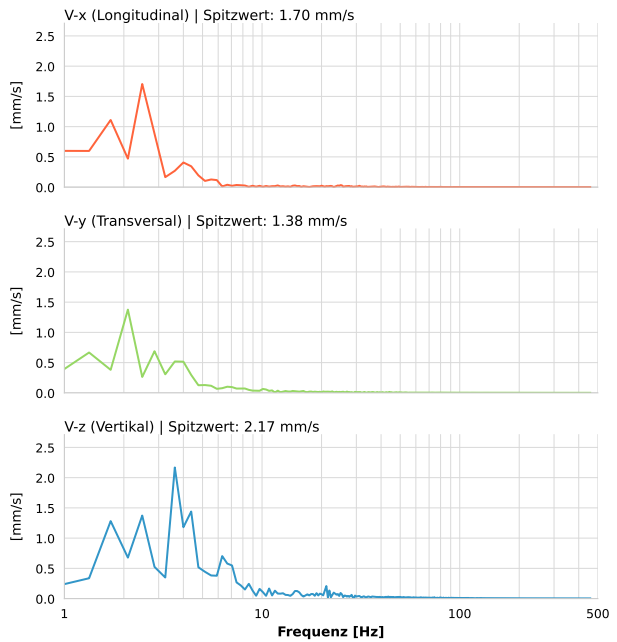 V-x (Longitudinal) | Spitzwert: 1.70 mm/s
2.5
2.0
1.5
1.0
0.5
0.0
[mm/s]
V-y (Transversal) | Spitzwert: 1.38 mm/s
2.5
2.0
1.5
1.0
0.5
0.0
[mm/s]
V-z (Vertikal) | Spitzwert: 2.17 mm/s
2.5
2.0
1.5
1.0
0.5
0.0
[mm/s]
1 10 100 500
Frequenz [Hz]